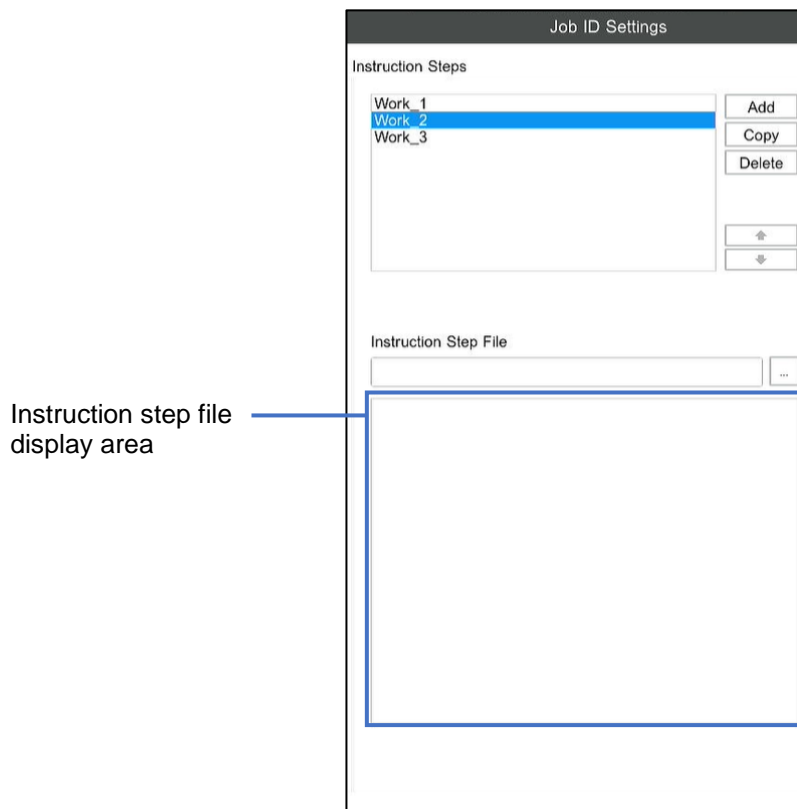 Job ID Settings
Instruction Steps
Work_1
Work_2
Work_3
Add
Copy
Delete
Instruction Step File
...
Instruction step file
display area